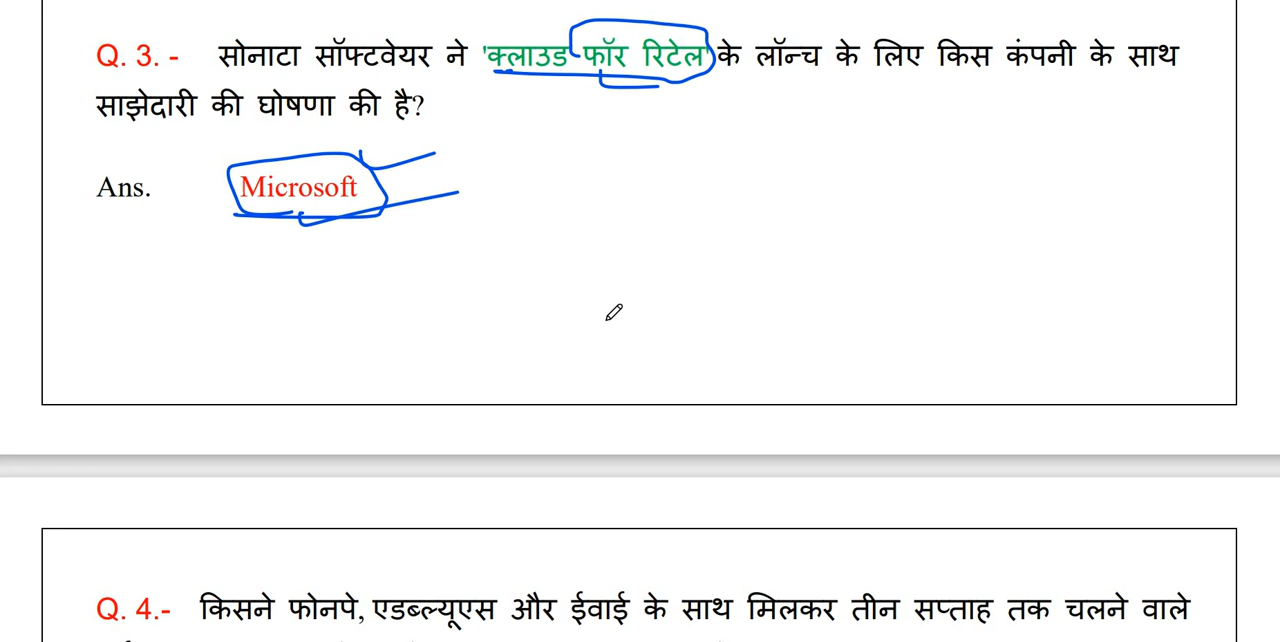 Q. 3. - सोनाटा सॉफ्टवेयर ने 'क्लाउड फॉर रिटेल' के लॉन्च के लिए किस कंपनी के साथ
साझेदारी की घोषणा की है?
Ans. Microsoft
Q. 4.- किसने फोनपे, एडब्ल्यूएस और ईवाई के साथ मिलकर तीन सप्ताह तक चलने वाले